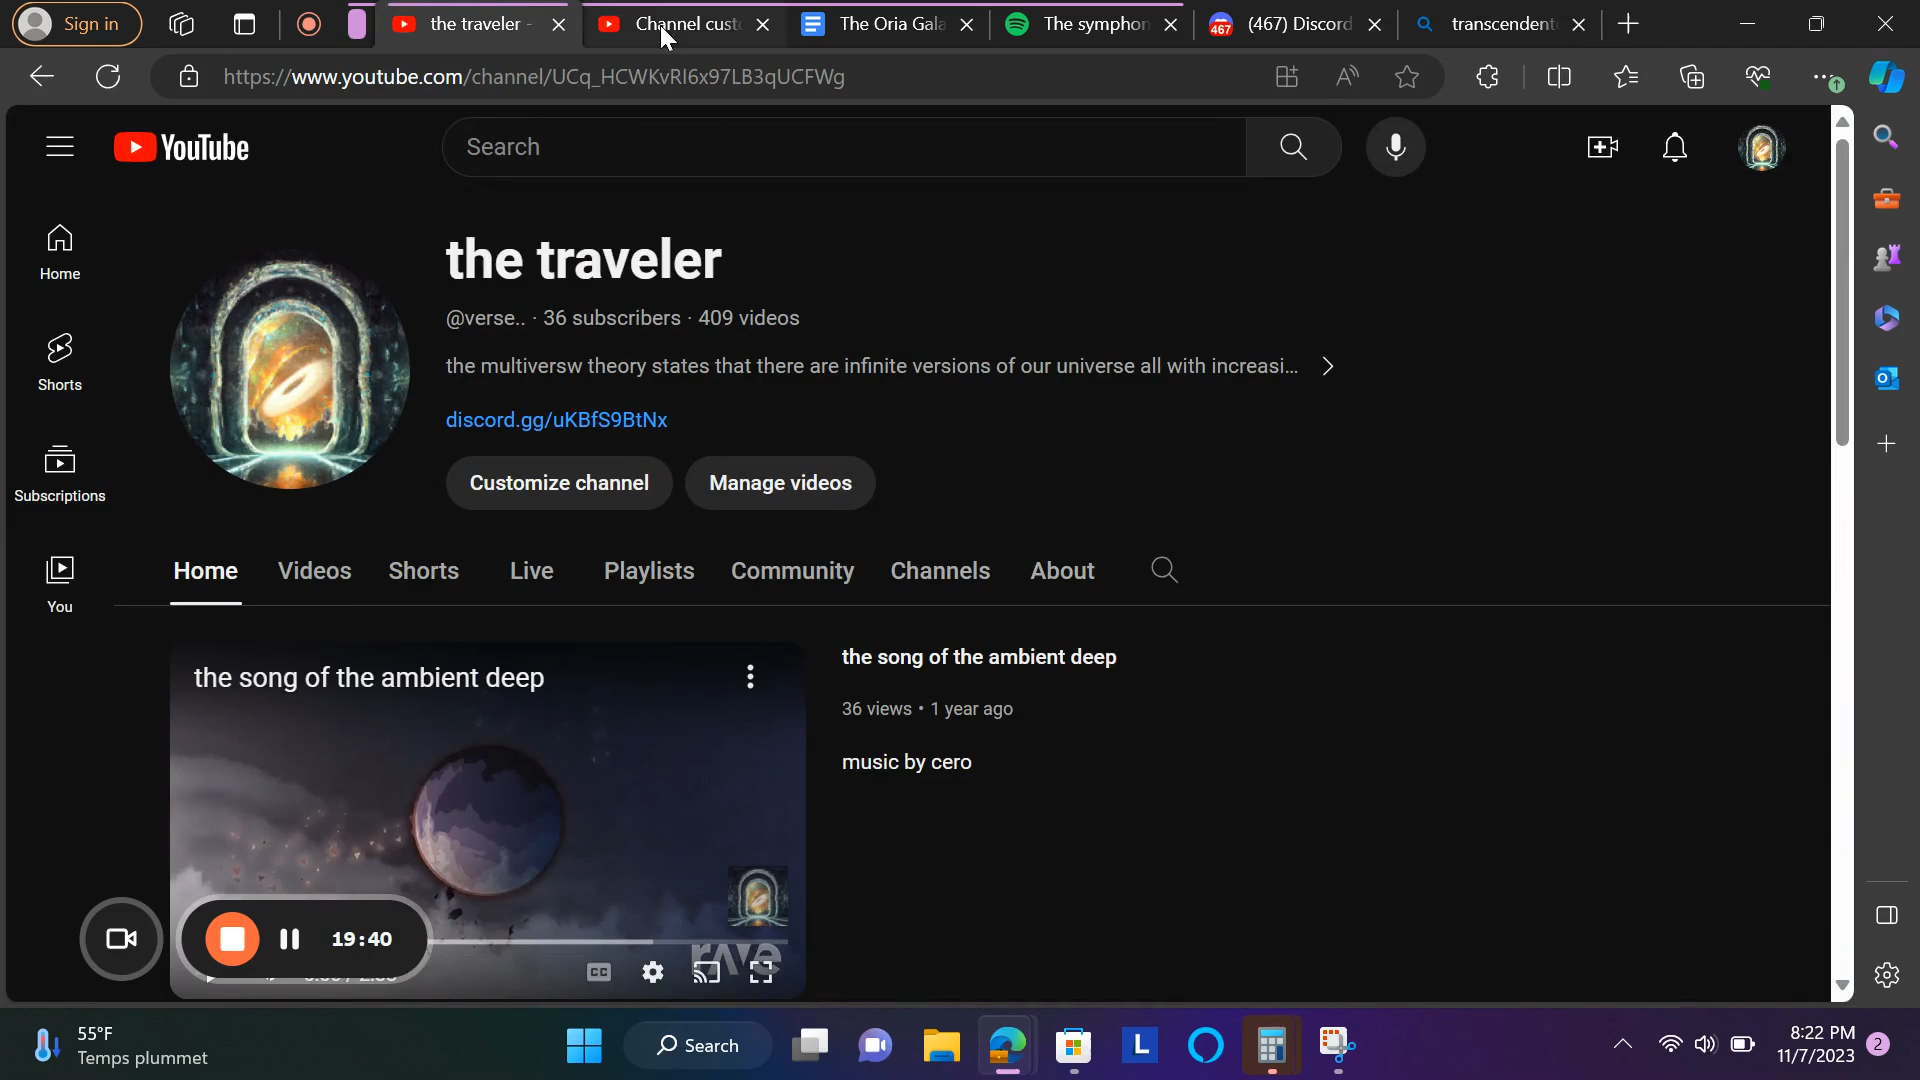 Sign in
the traveler -
Channel cust
The Oria Gala
The symphon
467
(467) Discord
transcendent
https://www.youtube.com/channel/UCq_HCWKvRI6x97LB3qUCFWg
YouTube
Search
Home
Shorts
Subscriptions
You
the traveler
@verse.. · 36 subscribers · 409 videos
the multiversw theory states that there are infinite versions of our universe all with increasi...
discord.gg/uKBfS9BtNx
Customize channel
Manage videos
Home
Videos
Shorts
Live
Playlists
Community
Channels
About
the song of the ambient deep
the song of the ambient deep
36 views • 1 year ago
music by cero
19:40
CC
rave
55°F
Temps plummet
Search
L
8:22 PM
11/7/2023
2